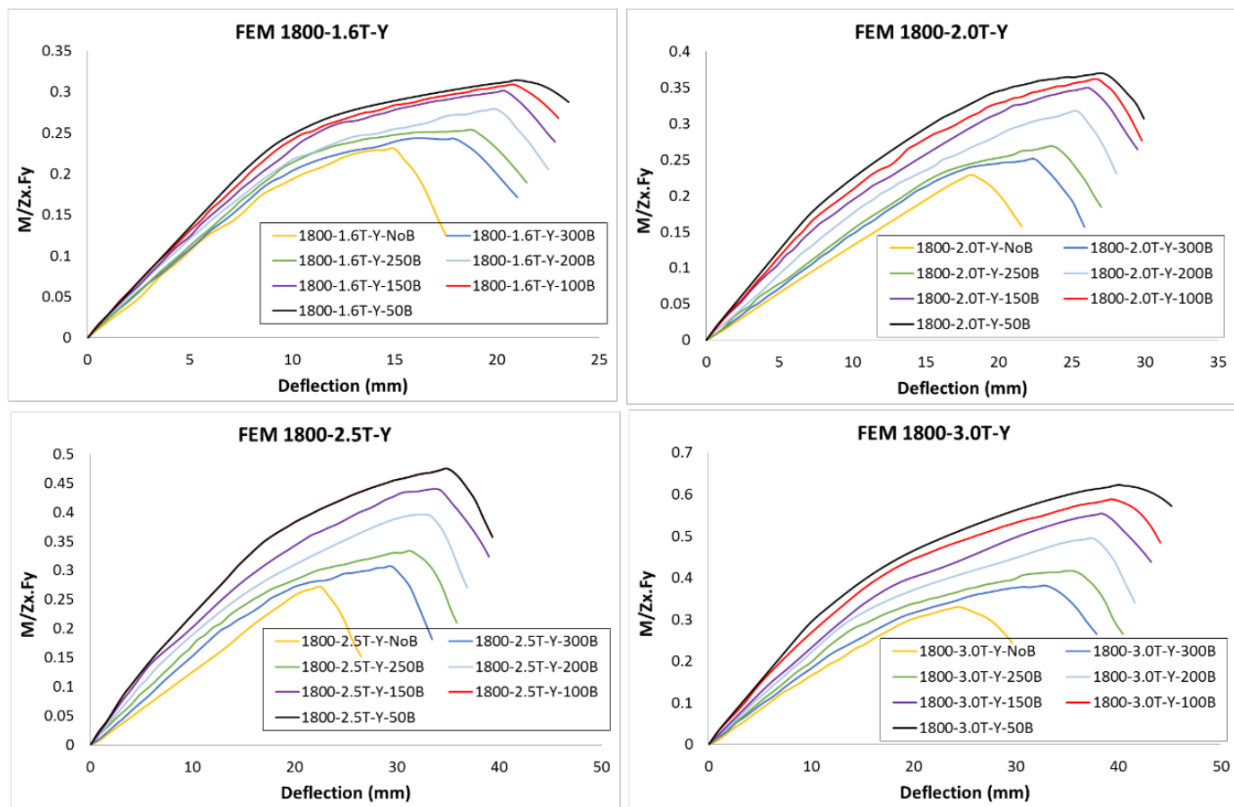 FEM 1800-1.6T-Y
M/Zx.Fy
0.35
0.3
0.25
0.2
0.15
0.1
0.05
0
0 5 10 15 20 25
Deflection (mm)
1800-1.6T-Y-NoB 1800-1.6T-Y-300B
1800-1.6T-Y-250B 1800-1.6T-Y-200B
1800-1.6T-Y-150B 1800-1.6T-Y-100B
1800-1.6T-Y-50B
FEM 1800-2.0T-Y
M/Zx.Fy
0.4
0.35
0.3
0.25
0.2
0.15
0.1
0.05
0
0 5 10 15 20 25 30 35
Deflection (mm)
1800-2.0T-Y-NoB 1800-2.0T-Y-300B
1800-2.0T-Y-250B 1800-2.0T-Y-200B
1800-2.0T-Y-150B 1800-2.0T-Y-100B
1800-2.0T-Y-50B
FEM 1800-2.5T-Y
M/Zx.Fy
0.5
0.45
0.4
0.35
0.3
0.25
0.2
0.15
0.1
0.05
0
0 10 20 30 40 50
Deflection (mm)
1800-2.5T-Y-NoB 1800-2.5T-Y-300B
1800-2.5T-Y-250B 1800-2.5T-Y-200B
1800-2.5T-Y-150B 1800-2.5T-Y-100B
1800-2.5T-Y-50B
FEM 1800-3.0T-Y
M/Zx.Fy
0.7
0.6
0.5
0.4
0.3
0.2
0.1
0
0 10 20 30 40 50
Deflection (mm)
1800-3.0T-Y-NoB 1800-3.0T-Y-300B
1800-3.0T-Y-250B 1800-3.0T-Y-200B
1800-3.0T-Y-150B 1800-3.0T-Y-100B
1800-3.0T-Y-50B